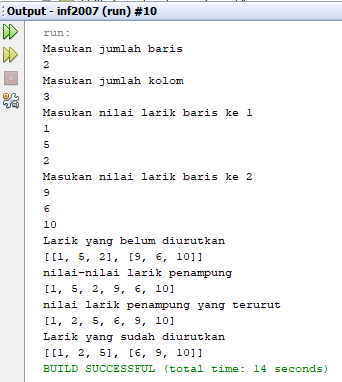 Output - inf2007 (run) #10
run:
Masukan jumlah baris
2
Masukan jumlah kolom
3
Masukan nilai larik baris ke 1
1
5
2
Masukan nilai larik baris ke 2
9
6
10
Larik yang belum diurutkan
[[1, 5, 2], [9, 6, 10]]
nilai-nilai larik penampung
[1, 5, 2, 9, 6, 10]
nilai larik penampung yang terurut
[1, 2, 5, 6, 9, 10]
Larik yang sudah diurutkan
[[1, 2, 5], [6, 9, 10]]
BUILD SUCCESSFUL (total time: 14 seconds)